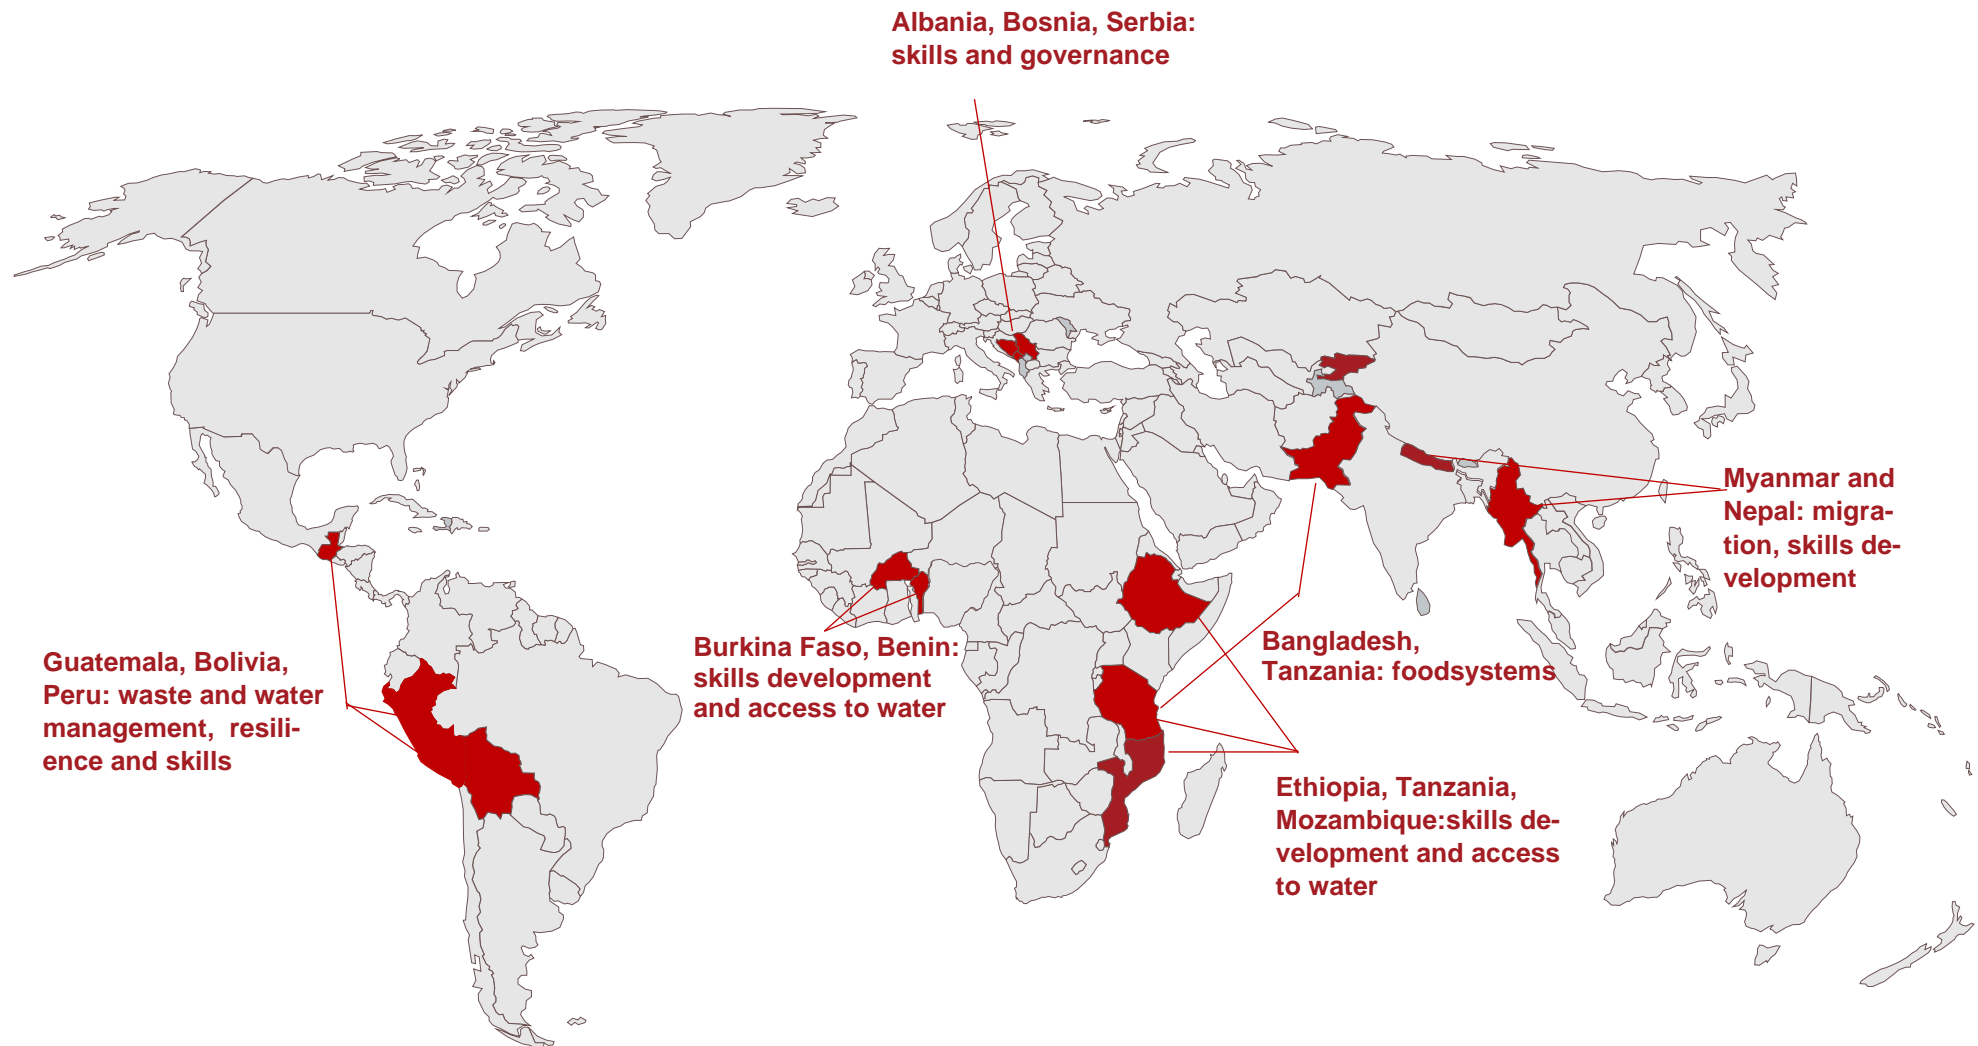 Albania, Bosnia, Serbia:
skills and governance
Myanmar and
Nepal: migra-
tion, skills de-
velopment
Guatemala, Bolivia,
Peru: waste and water
management, resili-
ence and skills
Burkina Faso, Benin:
skills development
and access to water
Bangladesh,
Tanzania: foodsystems
Ethiopia, Tanzania,
Mozambique:skills de-
velopment and access
to water